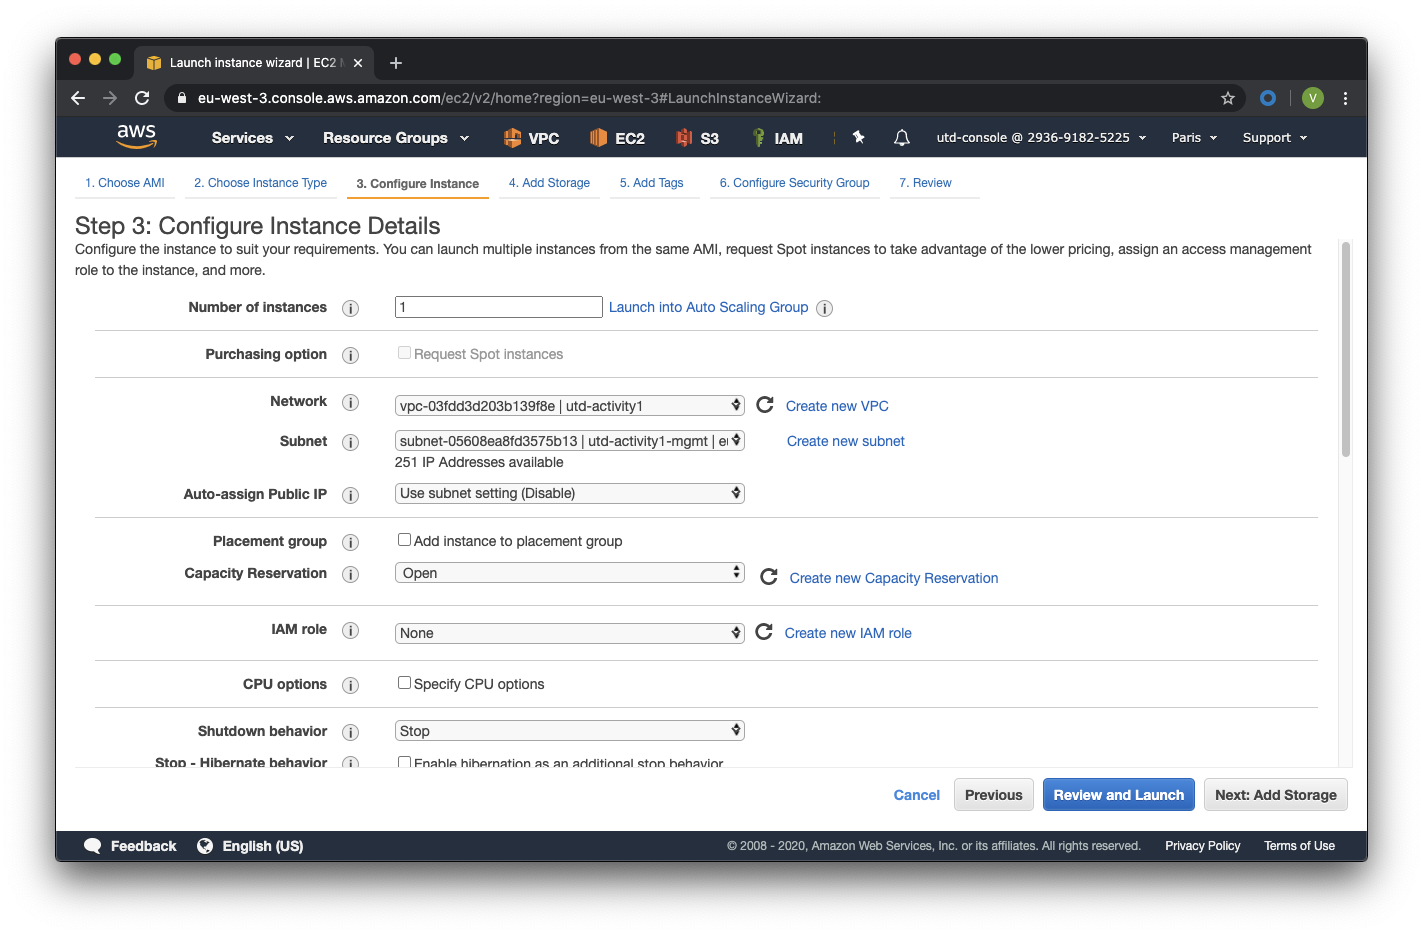 Launch instance wizard | EC2
eu-west-3.console.aws.amazon.com/ec2/v2/home?region=eu-west-3#LaunchInstanceWizard:
V
aws Services Resource Groups VPC EC2 S3 IAM utd-console @ 2936-9182-5225 Paris Support
1. Choose AMI 2. Choose Instance Type 3. Configure Instance 4. Add Storage 5. Add Tags 6. Configure Security Group 7. Review
Step 3: Configure Instance Details
Configure the instance to suit your requirements. You can launch multiple instances from the same AMI, request Spot instances to take advantage of the lower pricing, assign an access management
role to the instance, and more.
Number of instances i 1 Launch into Auto Scaling Group i
Purchasing option i Request Spot instances
Network i vpc-03fdd3d203b139f8e | utd-activity1 Create new VPC
Subnet i subnet-05608ea8fd3575b13 | utd-activity1-mgmt | Create new subnet
251 IP Addresses available
Auto-assign Public IP i Use subnet setting (Disable)
Placement group i Add instance to placement group
Capacity Reservation i Open Create new Capacity Reservation
IAM role i None Create new IAM role
CPU options i Specify CPU options
Shutdown behavior i Stop
Stop - Hibernate behavior i Enable hibernation as an additional stop behavior
Cancel Previous Review and Launch Next: Add Storage
Feedback English (US) © 2008 - 2020, Amazon Web Services, Inc. or its affiliates. All rights reserved. Privacy Policy Terms of Use